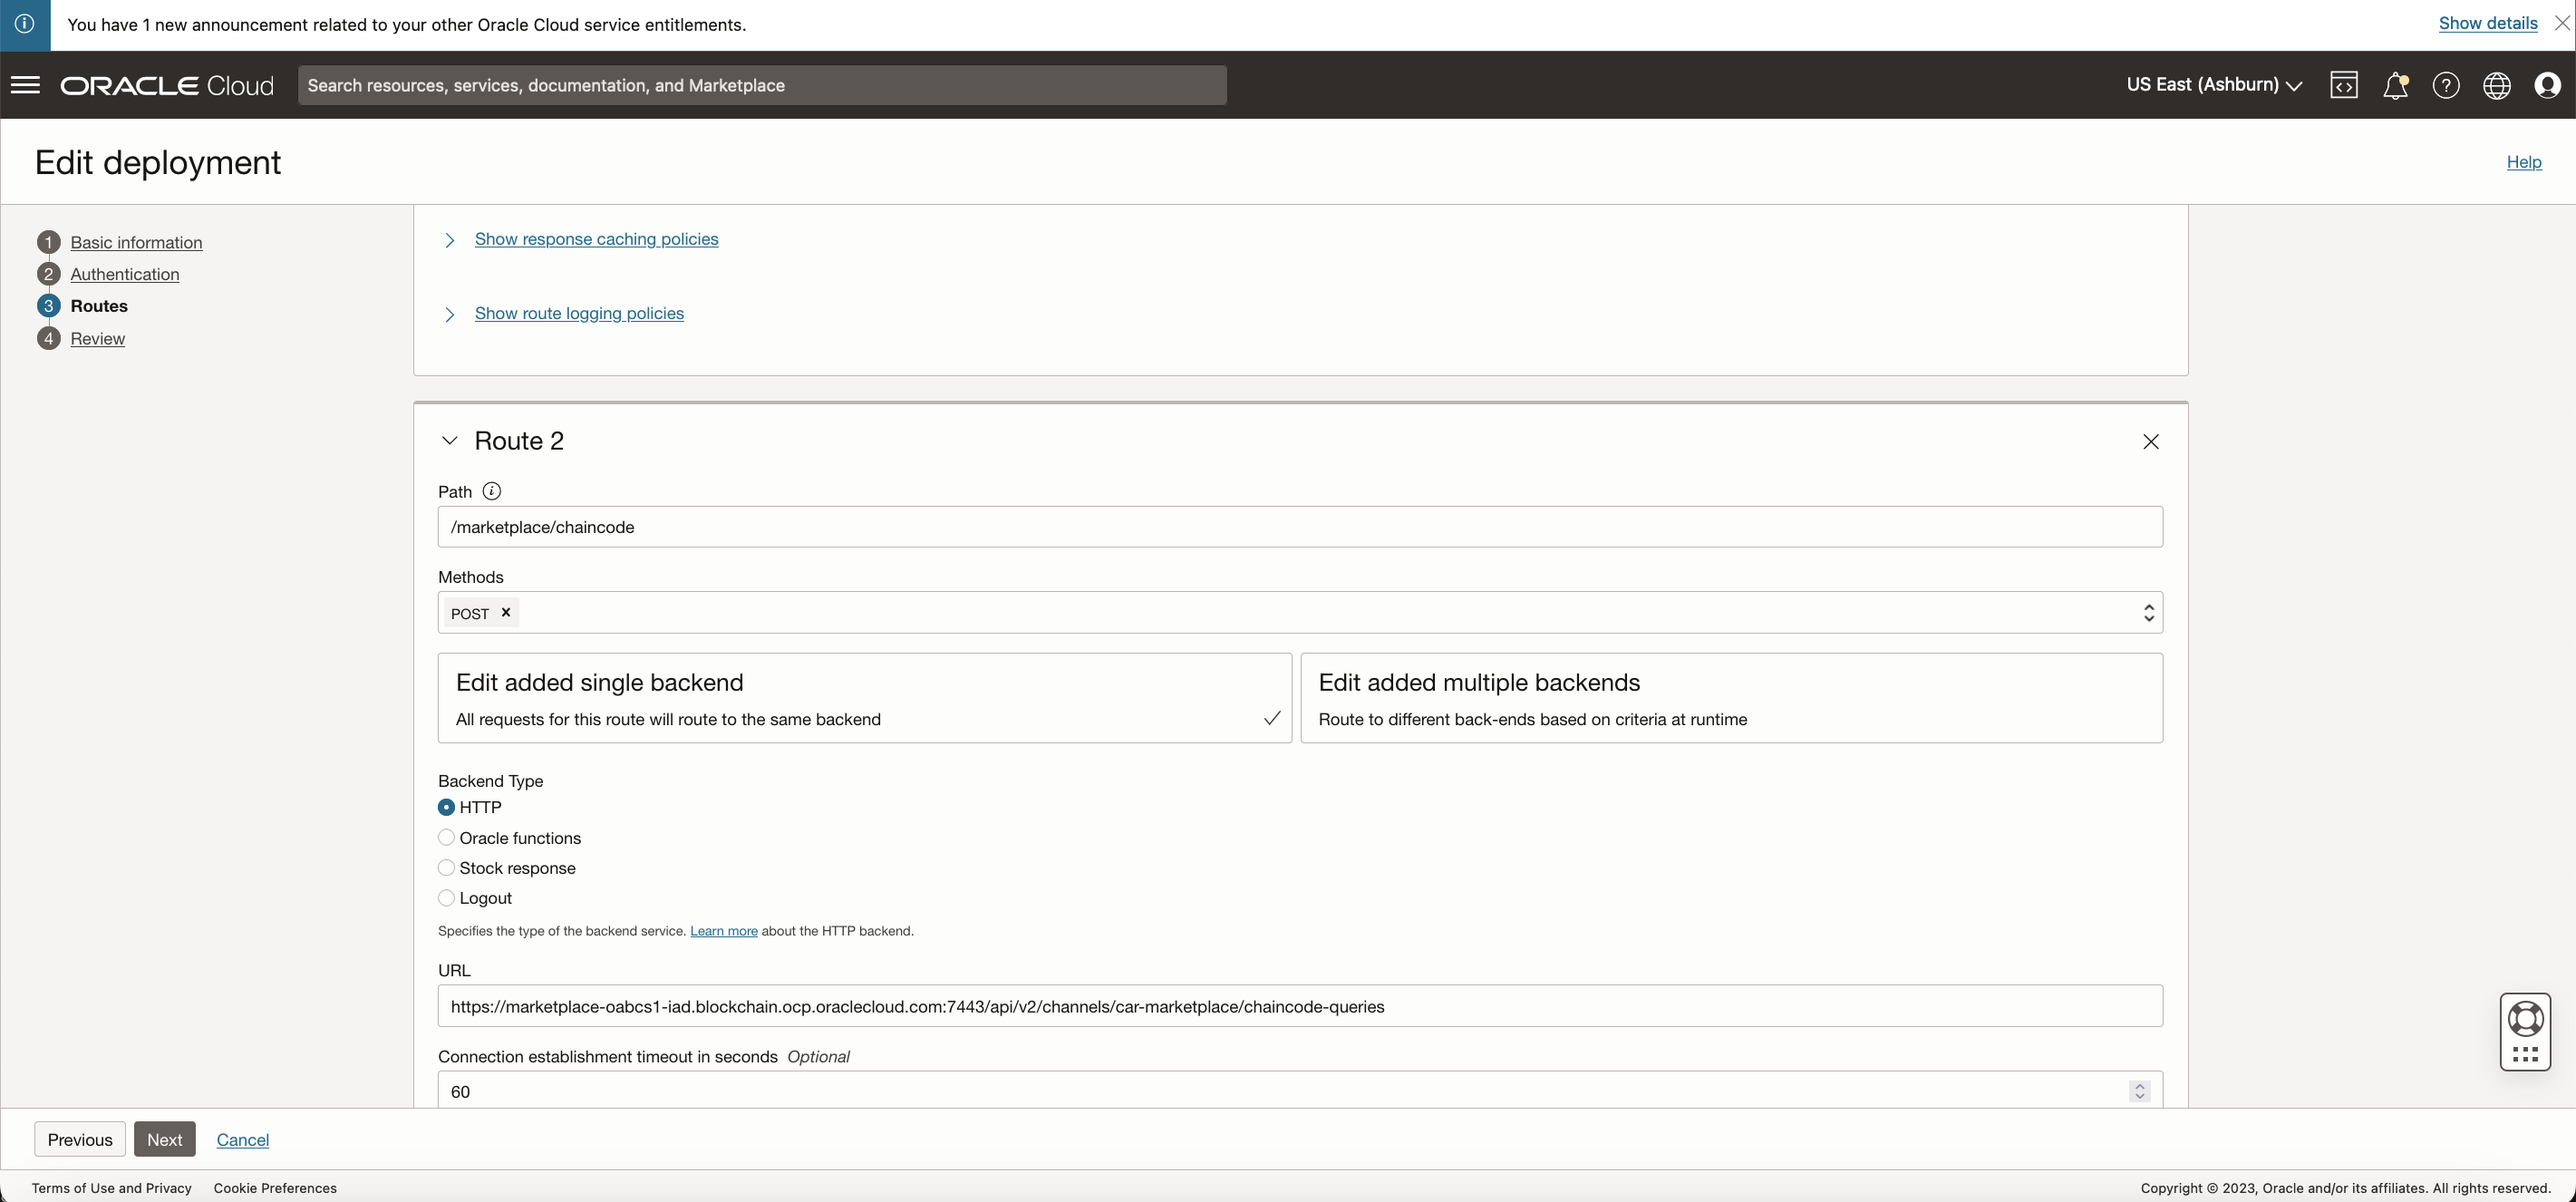 You have 1 new announcement related to your other Oracle Cloud service entitlements.
Show details
ORACLE Cloud
Search resources, services, documentation, and Marketplace
US East (Ashburn)
Edit deployment
Help
1 Basic information
2 Authentication
3 Routes
4 Review
Show response caching policies
Show route logging policies
Route 2
Path
/marketplace/chaincode
Methods
POST
Edit added single backend
All requests for this route will route to the same backend
Edit added multiple backends
Route to different back-ends based on criteria at runtime
Backend Type
HTTP
Oracle functions
Stock response
Logout
Specifies the type of the backend service. Learn more about the HTTP backend.
URL
https://marketplace-oabcs1-iad.blockchain.ocp.oraclecloud.com:7443/api/v2/channels/car-marketplace/chaincode-queries
Connection establishment timeout in seconds Optional
60
Previous
Next
Cancel
Terms of Use and Privacy
Cookie Preferences
Copyright © 2023, Oracle and/or its affiliates. All rights reserved.